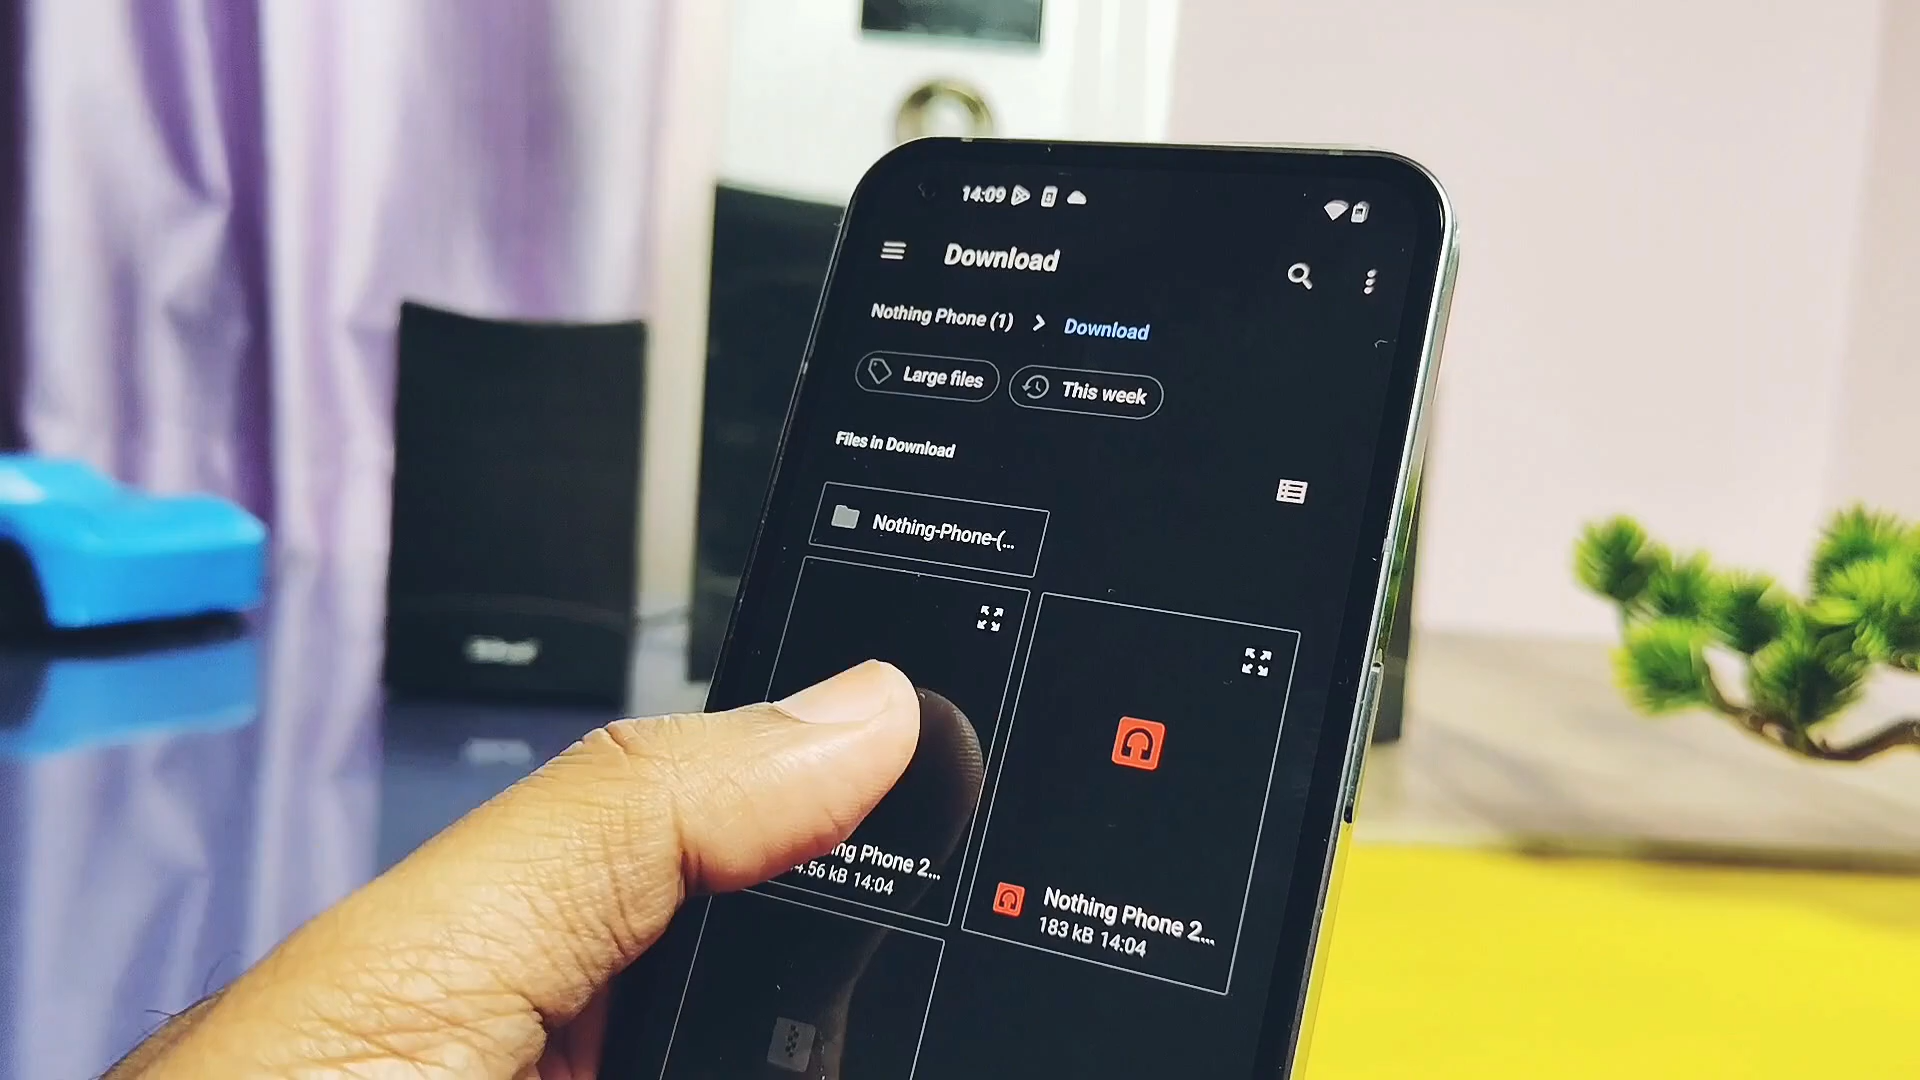 14:09
Download
Nothing Phone (1) > Download
Large files
This week
Files in Download
Nothing-Phone-(...
ng Phone 2...
4.56 kB 14:04
Nothing Phone 2...
183 kB 14:04